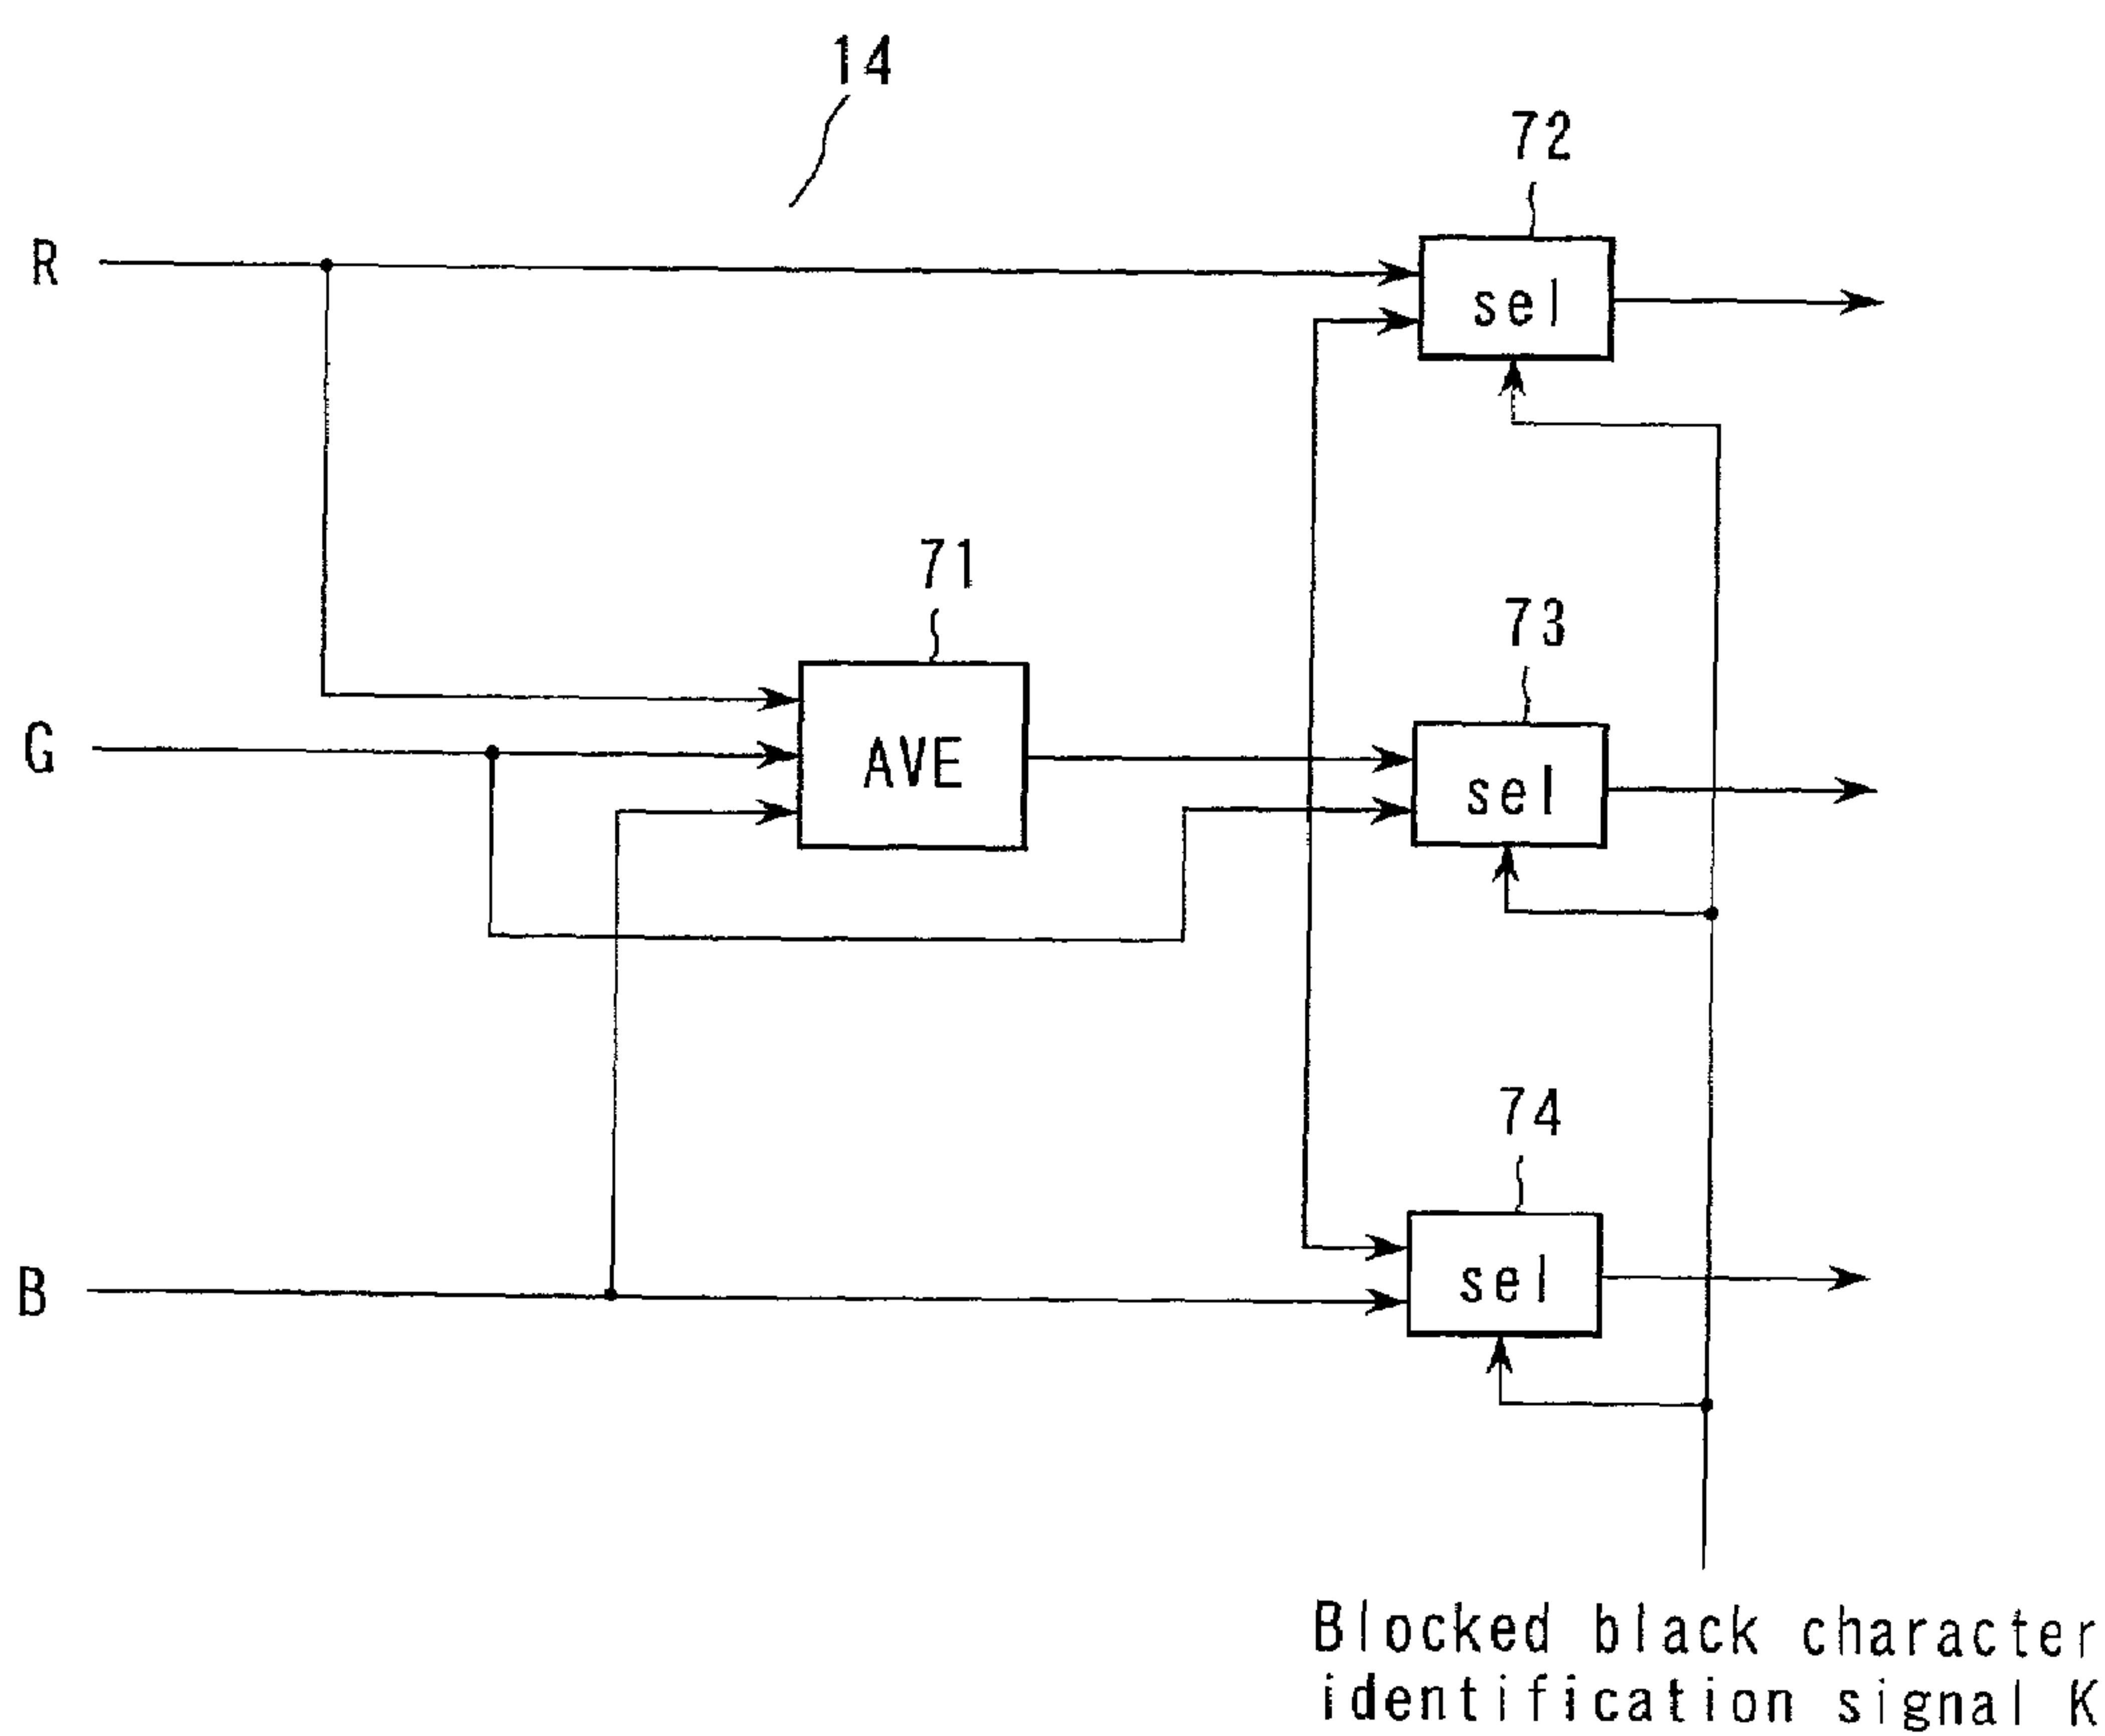 14
72
R
sel
71
73
G
AVE
sel
74
B
sel
Blocked black character
identification signal K